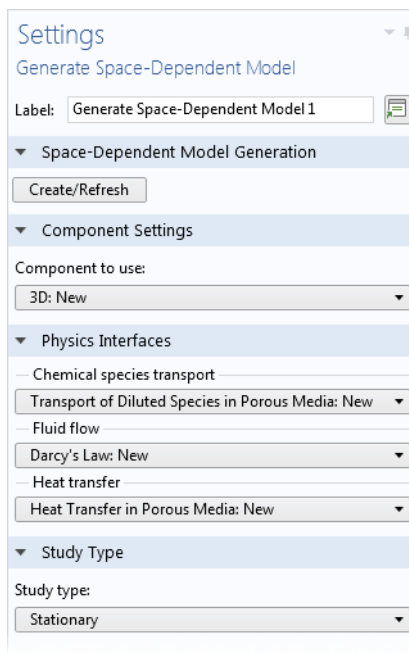 Settings
Generate Space-Dependent Model
Label: Generate Space-Dependent Model 1
Space-Dependent Model Generation
Create/Refresh
Component Settings
Component to use:
3D: New
Physics Interfaces
Chemical species transport
Transport of Diluted Species in Porous Media: New
Fluid flow
Darcy's Law: New
Heat transfer
Heat Transfer in Porous Media: New
Study Type
Study type:
Stationary